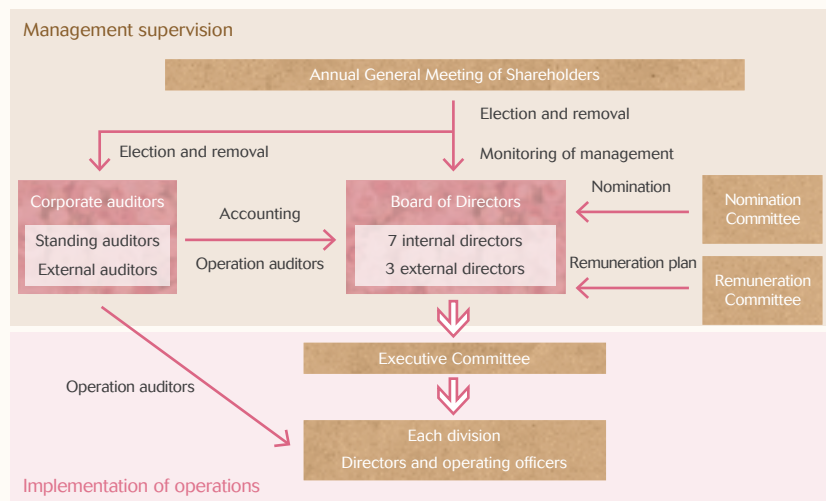 Management supervision
Annual General Meeting of Shareholders
Election and removal
Election and removal
Monitoring of management
Corporate auditors
Standing auditors
External auditors
Accounting
Operation auditors
Board of Directors
7 internal directors
3 external directors
Nomination
Nomination
Committee
Remuneration plan
Remuneration
Committee
Executive Committee
Operation auditors
Each division
Directors and operating officers
Implementation of operations